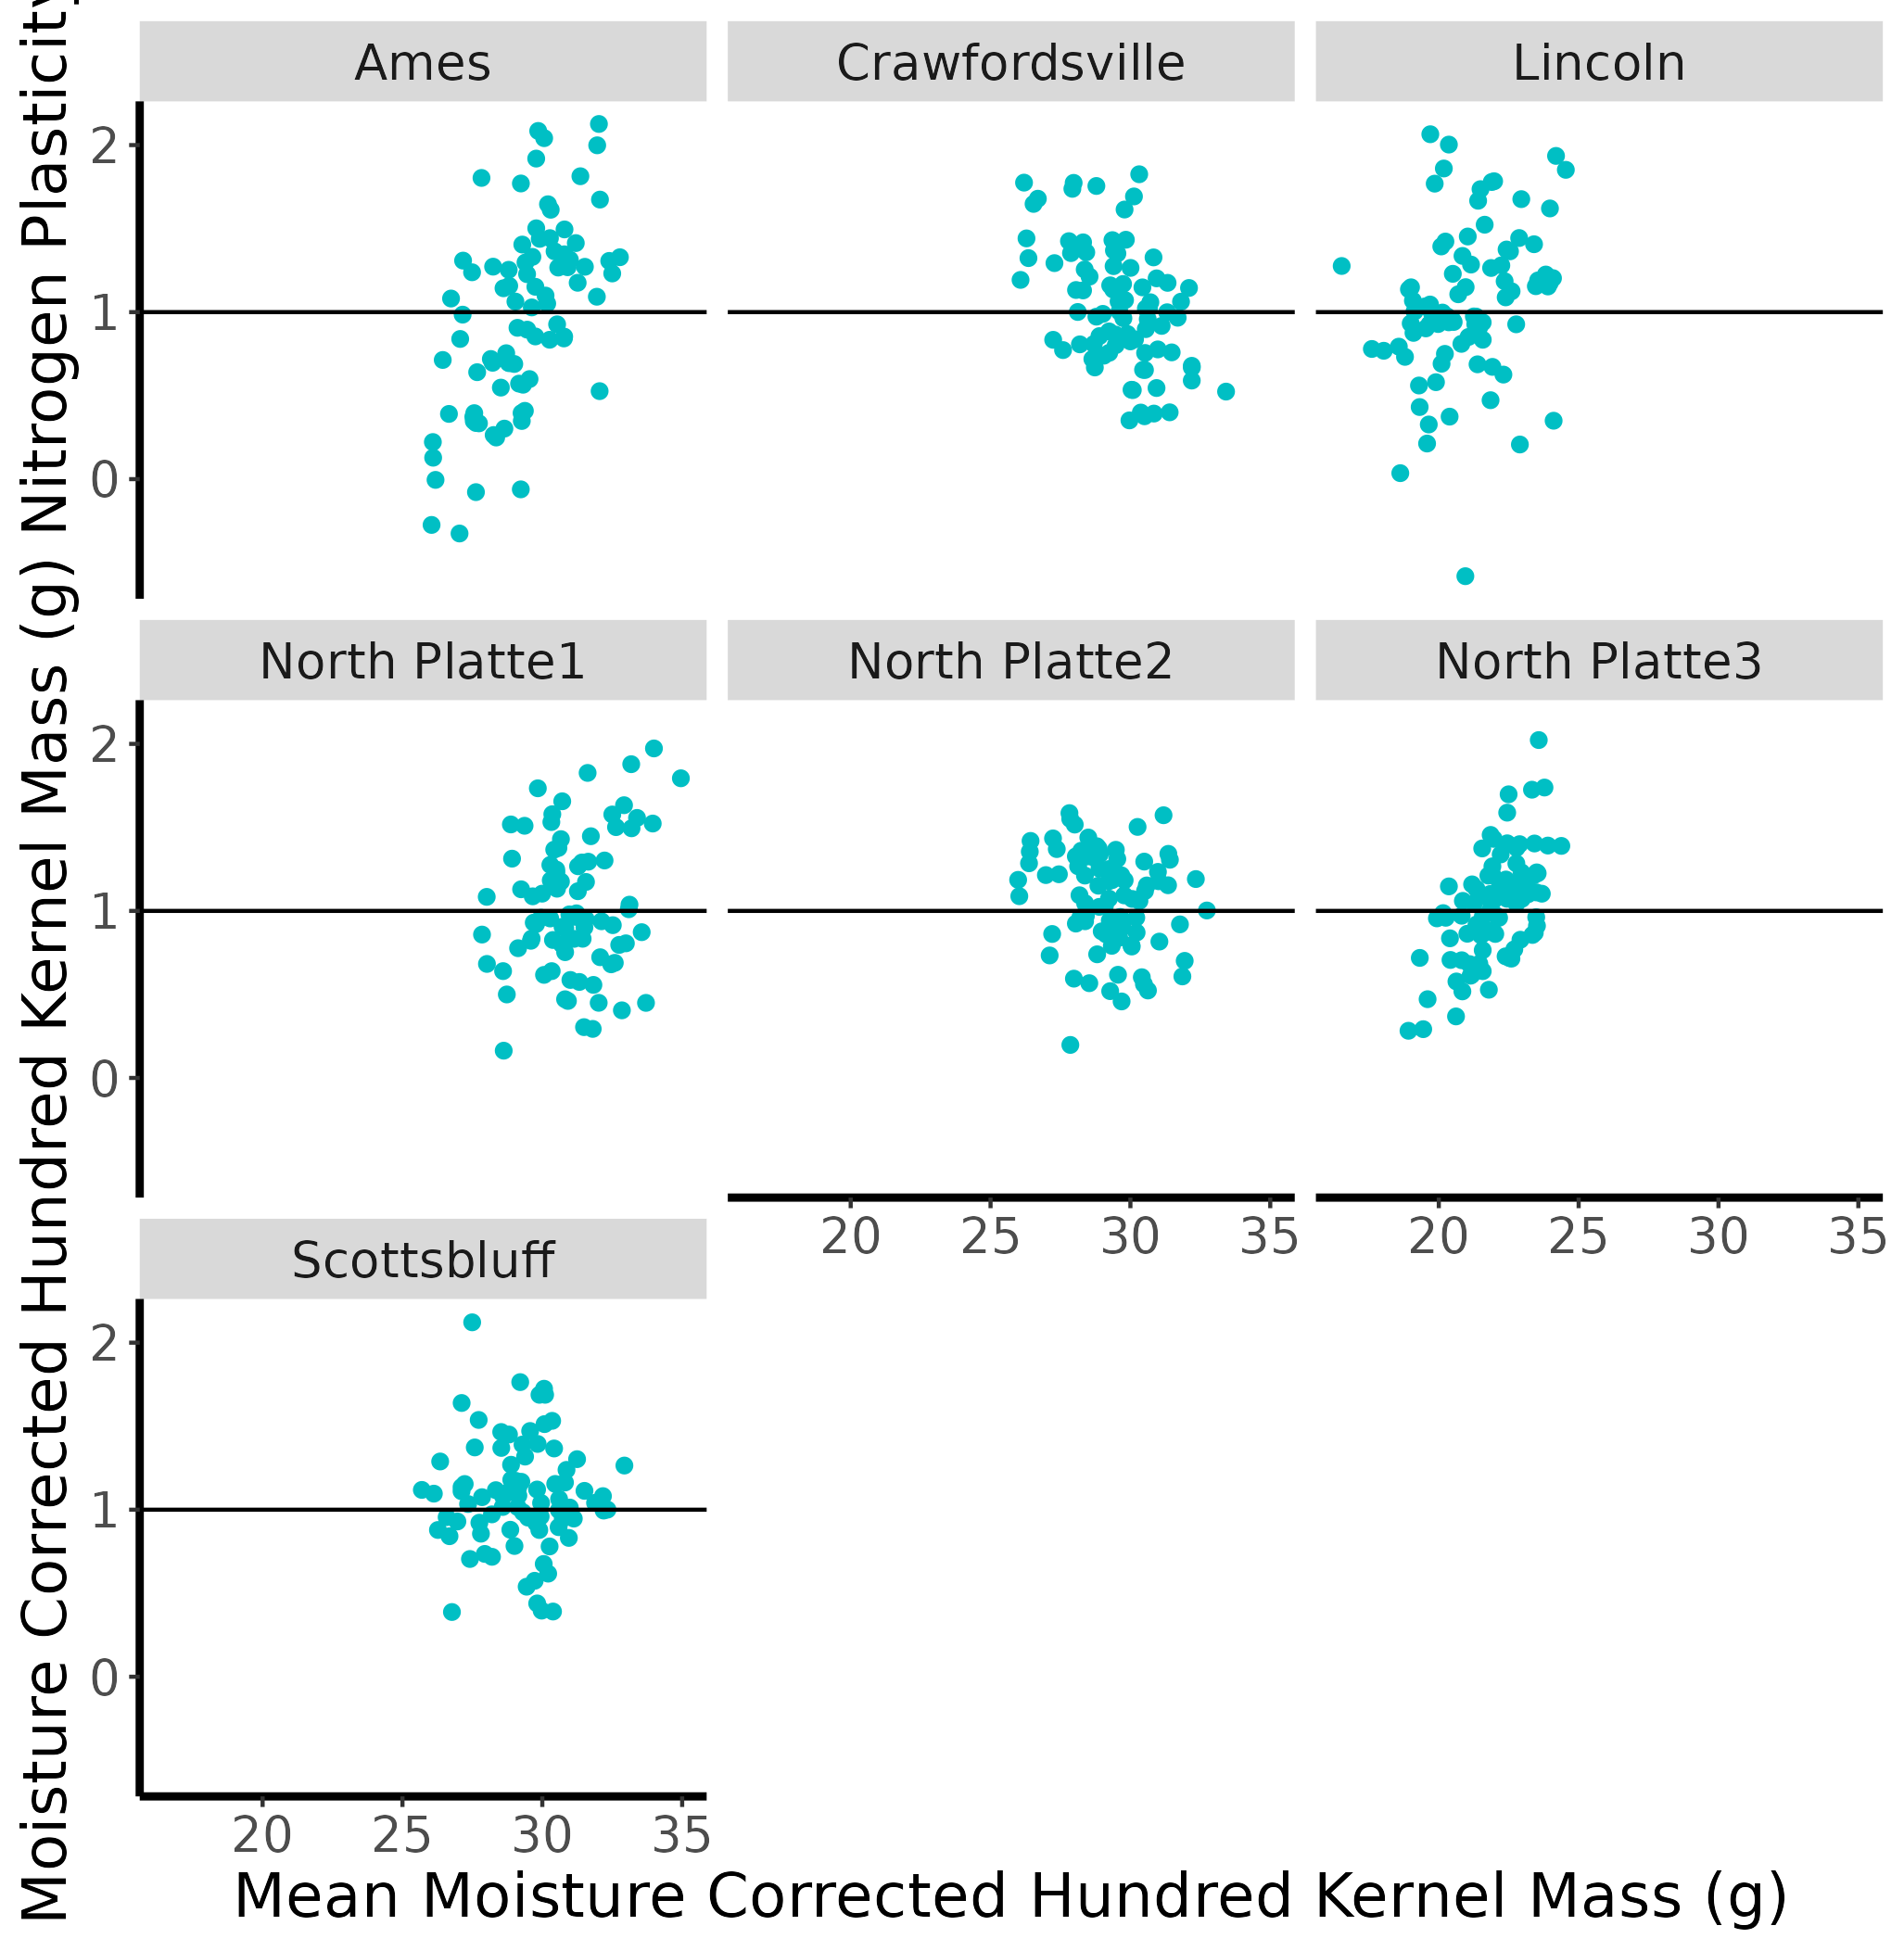 Moisture Corrected Hundred Kernel Mass (g) Nitrogen Plasticity
Ames
Crawfordsville
Lincoln
2
1
0
North Platte1
North Platte2
North Platte3
2
1
0
20 25 30 35
20 25 30 35
Scottsbluff
2
1
0
20 25 30 35
Mean Moisture Corrected Hundred Kernel Mass (g)